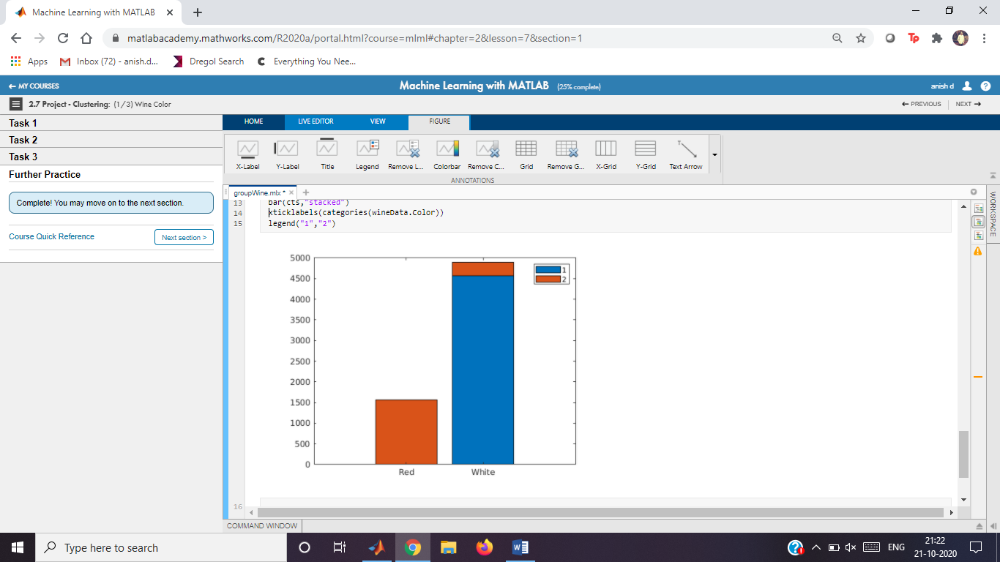 Machine Learning with MATLAB
matlabacademy.mathworks.com/R2020a/portal.html?course=mlml#chapter=2&lesson=7&section=1
Apps Inbox (72) - anish.d... Dregol Search Everything You Nee...
← MY COURSES Machine Learning with MATLAB (25% complete) anish d
2.7 Project - Clustering: (1/3) Wine Color ← PREVIOUS NEXT →
Task 1
Task 2
Task 3
Further Practice
Complete! You may move on to the next section.
Course Quick Reference Next section >
HOME LIVE EDITOR VIEW FIGURE
X-Label Y-Label Title Legend Remove L... Colorbar Remove C... Grid Remove G... X-Grid Y-Grid Text Arrow
ANNOTATIONS
groupWine.mlx *
WORKSPACE
13 bar(cts,"stacked")
14 xticklabels(categories(wineData.Color))
15 legend("1","2")
5000
4500
4000
3500
3000
2500
2000
1500
1000
500
0
1
2
Red White
16
COMMAND WINDOW
Type here to search
ENG
21:22
21-10-2020